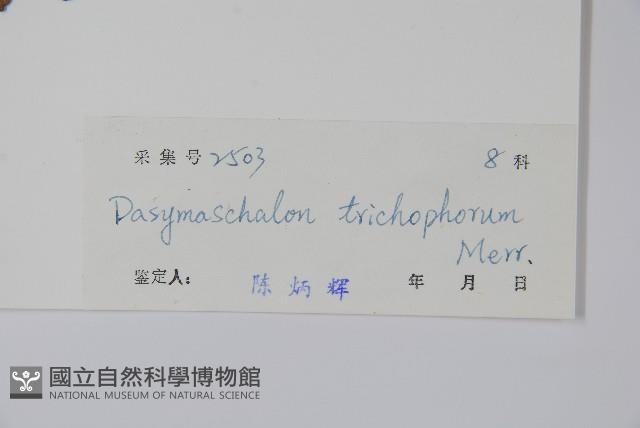 采集号 2503 8 科
Dasymaschalon trichophorum
Merr.
鉴定人: 陈炳辉 年 月 日
國立自然科學博物館
NATIONAL MUSEUM OF NATURAL SCIENCE